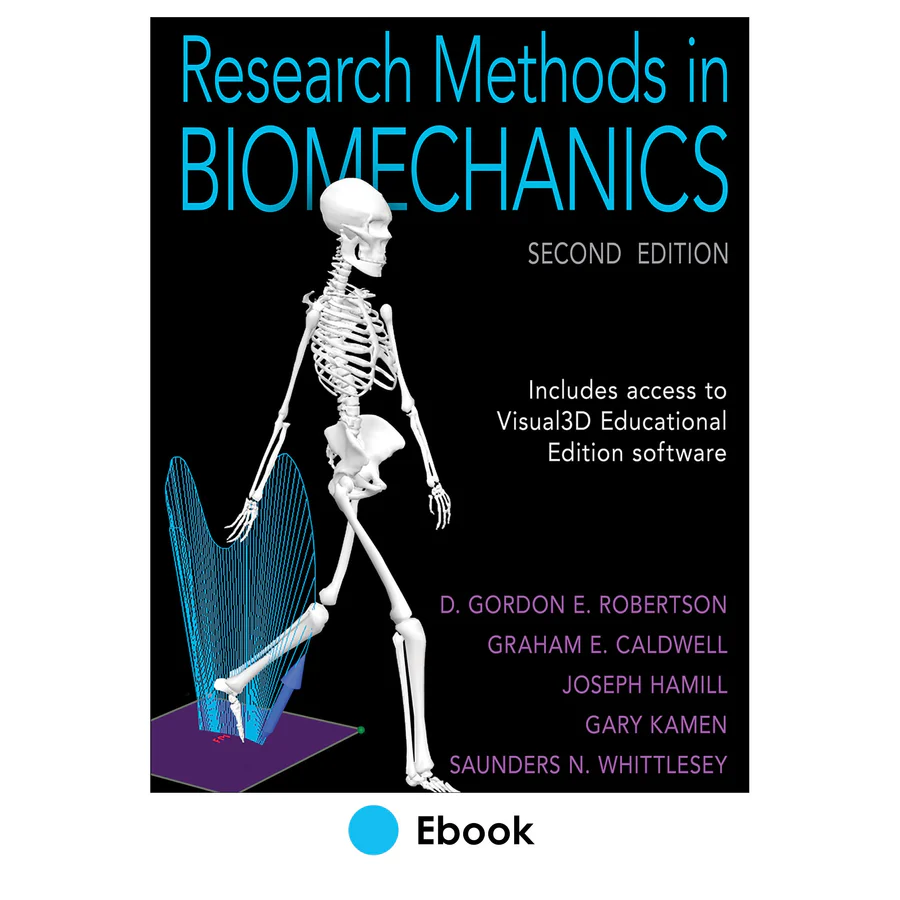 Research Methods in
BIOMECHANICS
SECOND EDITION
Includes access to
Visual3D Educational
Edition software
D. GORDON E. ROBERTSON
GRAHAM E. CALDWELL
JOSEPH HAMILL
GARY KAMEN
SAUNDERS N. WHITTLESEY
Ebook